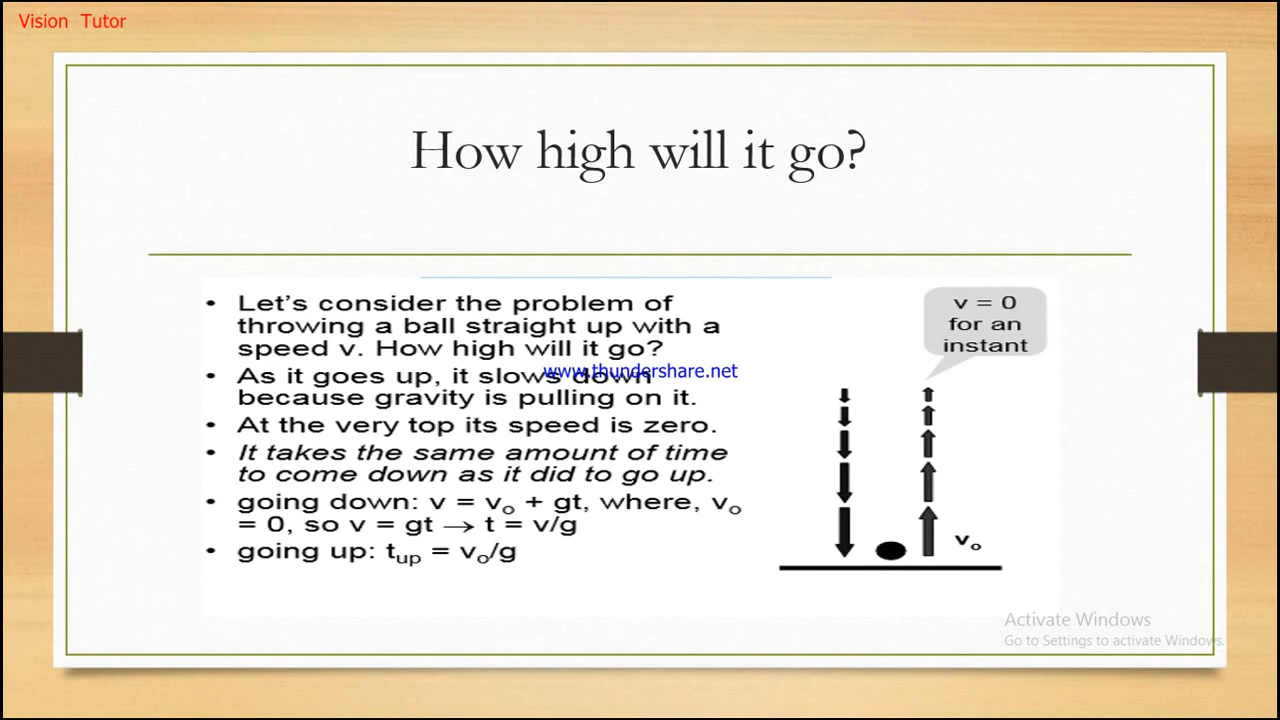 Vision Tutor
How high will it go?
• Let's consider the problem of
throwing a ball straight up with a
speed v. How high will it go?
• As it goes up, it slows down
www.thundershare.net
because gravity is pulling on it.
• At the very top its speed is zero.
• It takes the same amount of time
to come down as it did to go up.
• going down: v = vₒ + gt, where, vₒ
= 0, so v = gt → t = v/g
• going up: tᵤₚ = vₒ/g
v = 0
for an
instant
vₒ
Activate Windows
Go to Settings to activate Windows.